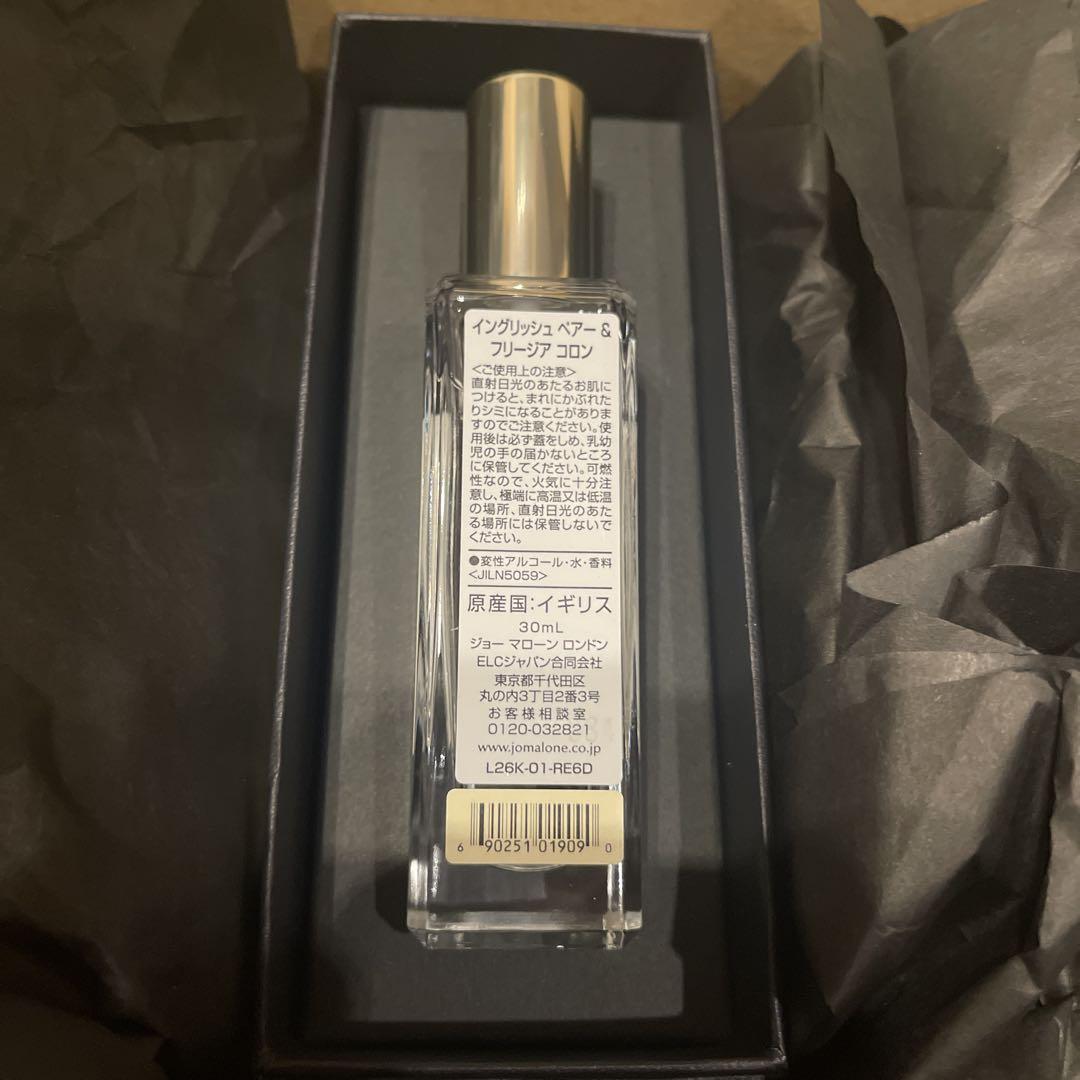 イングリッシュ ペアー &
フリージア コロン
<ご使用上の注意>
直射日光のあたるお肌に
つけると、まれにかぶれた
りシミになることがありま
すのでご注意ください。使
用後は必ず蓋をしめ、乳幼
児の手の届かないところ
に保管してください。可燃
性なので、火気に十分注
意し、極端に高温又は低温
の場所、直射日光のあた
る場所には保管しないで
ください。
●変性アルコール・水・香料
<JILN5059>
原産国:イギリス
30mL
ジョー マローン ロンドン
ELCジャパン合同会社
東京都千代田区
丸の内3丁目2番3号
お客様相談室
0120-032821
www.jomalone.co.jp
L26K-01-RE6D
6 90251 01909 0